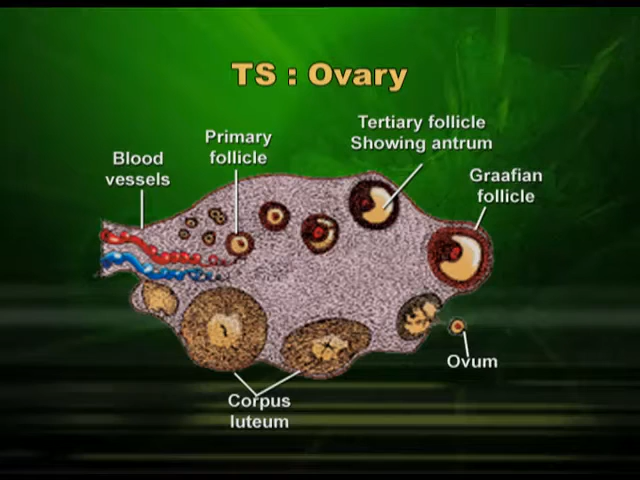 TS : Ovary
Tertiary follicle
Showing antrum
Primary
follicle
Blood
vessels
Graafian
follicle
Ovum
Corpus
luteum